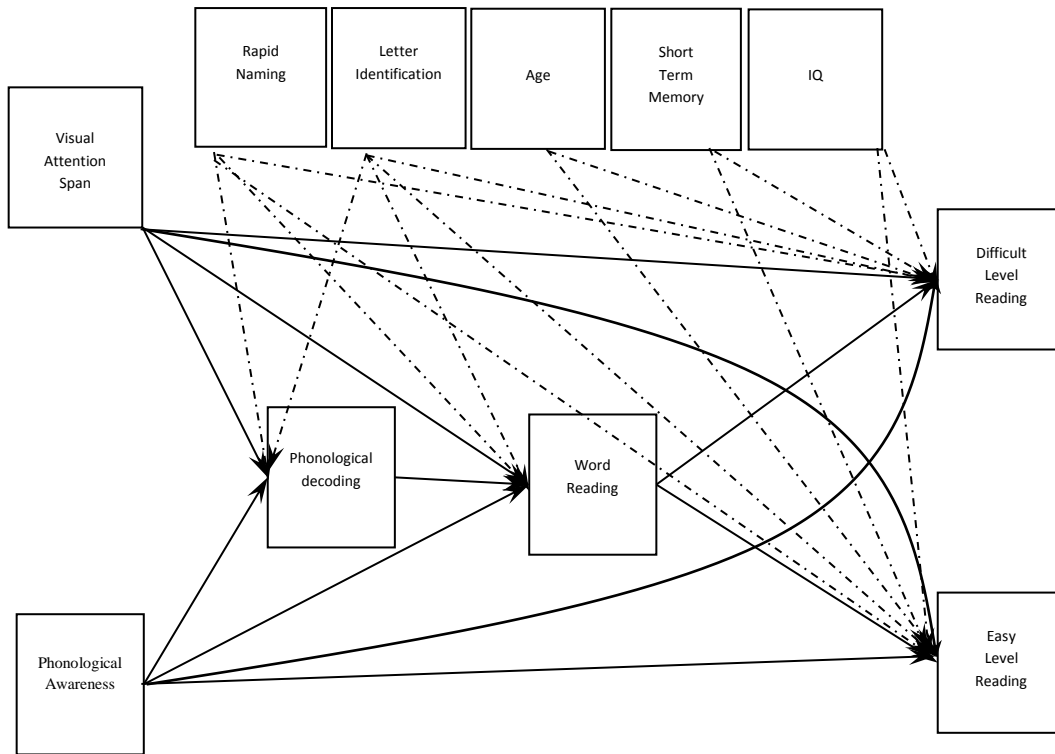 Rapid
Naming
Letter
Identification
Age
Short
Term
Memory
IQ
Visual
Attention
Span
Difficult
Level
Reading
Phonological
decoding
Word
Reading
Phonological
Awareness
Easy
Level
Reading